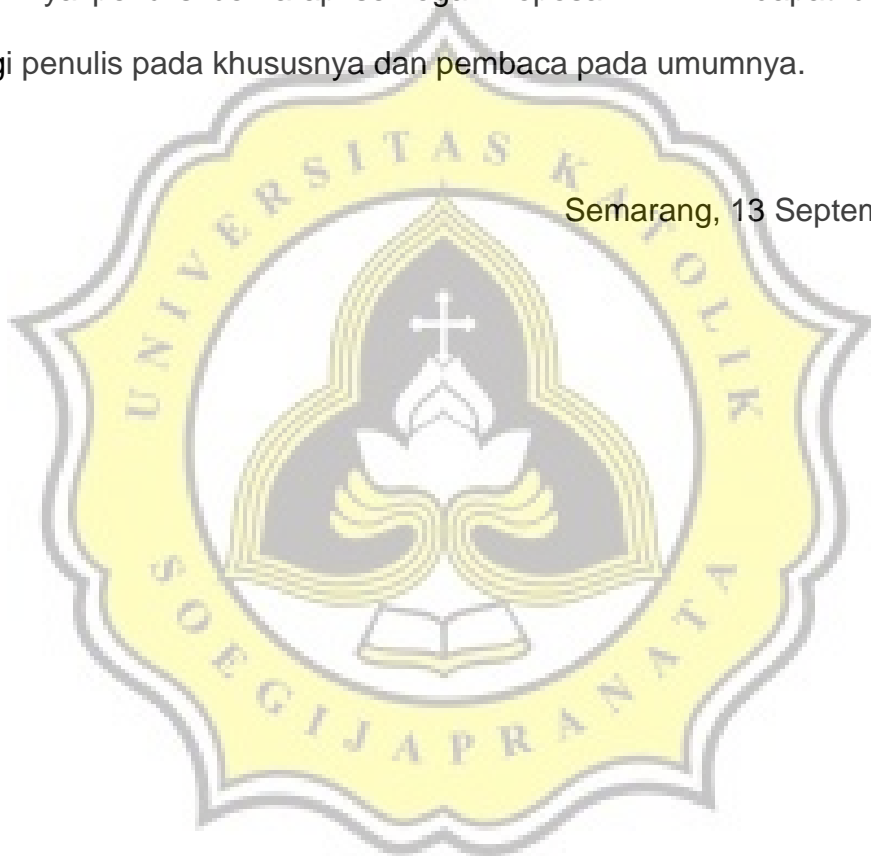 gi penulis pada khususnya dan pembaca pada umumnya.
Semarang, 13 Septem
UNIVERSITAS KATOLIK
SOEGIJAPRANATA